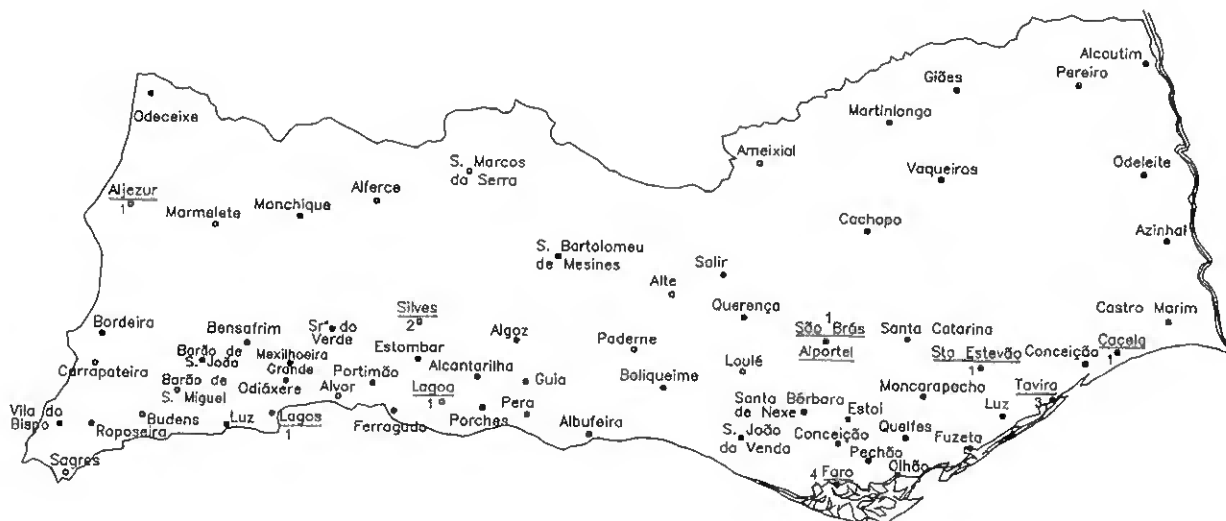 Alcoutim
Giões
Pereiro
Odeceixe
Martinlongo
Ameixial
S. Marcos
da Serra
Vaqueiros
Odeleite
Aljezur
1
Marmelete
Monchique
Alferce
Cachopo
Azinhal
S. Bartolomeu
de Mesines
Salir
Alte
Querença
Castro Marim
Bordeira
Bensafrim
Srª do
Verde
Silves
2
Algoz
Paderne
1
São Brás
Alportel
Santa Catarina
Cacela
1
Carrapateira
Barão de
S. João
Mexilhoeira
Grande
Estombar
Alcantarilha
Loulé
Sta Estevão
1
Conceição
Barão de
S. Miguel
Odiáxere
Portimão
Alvor
Lagoa
1
Guia
Boliqueime
Moncarapacho
Tavira
3
Vila do
Bispo
Raposeira
Budens
Luz
Lagos
1
Ferragudo
Porches
Pera
Albufeira
Santa Bárbara
de Nexe
Estoi
Luz
S. João
da Venda
Conceição
Quelfes
Fuzeta
Sagres
Pechão
Olhão
4 Faro